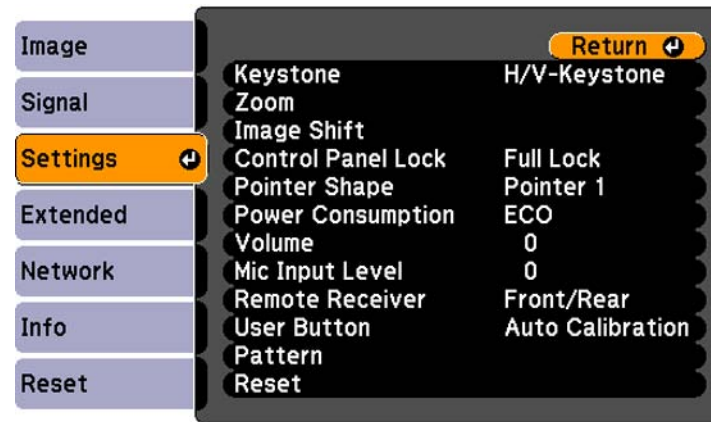 Image
Signal
Settings
Extended
Network
Info
Reset
Return
Keystone H/V-Keystone
Zoom
Image Shift
Control Panel Lock Full Lock
Pointer Shape Pointer 1
Power Consumption ECO
Volume 0
Mic Input Level 0
Remote Receiver Front/Rear
User Button Auto Calibration
Pattern
Reset